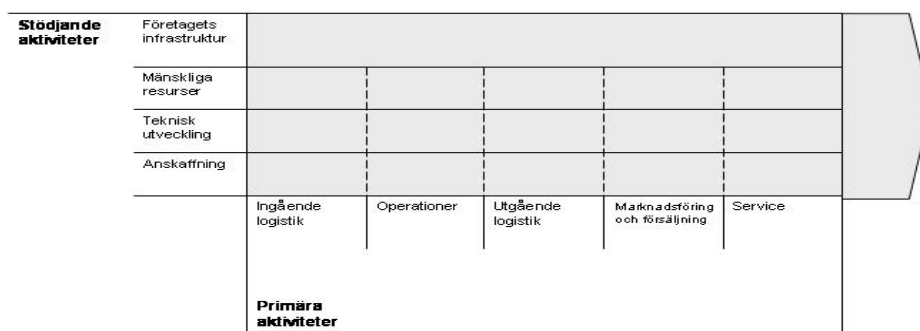 Stödjande
aktiviteter
Företagets
infrastruktur
Mänskliga
resurser
Teknisk
utveckling
Anskaffning
Ingående
logistik
Operationer
Utgående
logistik
Marknadsföring
och försäljning
Service
Primära
aktiviteter